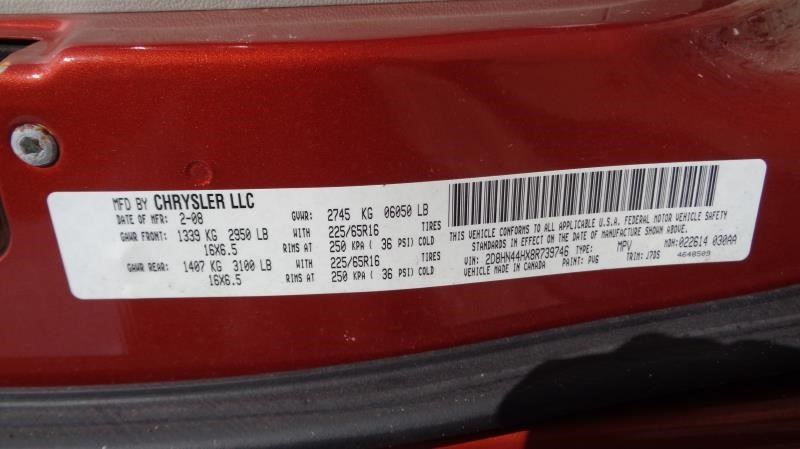 MFD BY CHRYSLER LLC
DATE OF MFR 2-08 GVWR: 2745 KG 06050 LB
GAWR FRONT: 1339 KG 2950 LB WITH 225/65R16 TIRES
16X6.5 RIMS AT 250 KPA ( 36 PSI) COLD
GAWR REAR: 1407 KG 3100 LB WITH 225/65R16 TIRES
16X6.5 RIMS AT 250 KPA ( 36 PSI) COLD
THIS VEHICLE CONFORMS TO ALL APPLICABLE U.S.A. FEDERAL MOTOR VEHICLE SAFETY
STANDARDS IN EFFECT ON THE DATE OF MANUFACTURE SHOWN ABOVE.
VIN: 2D8HN44HX8R739746 TYPE: MPV MDH: 022614 030AA
VEHICLE MADE IN CANADA PAINT: PV6 TRIM: J7DS 4648509